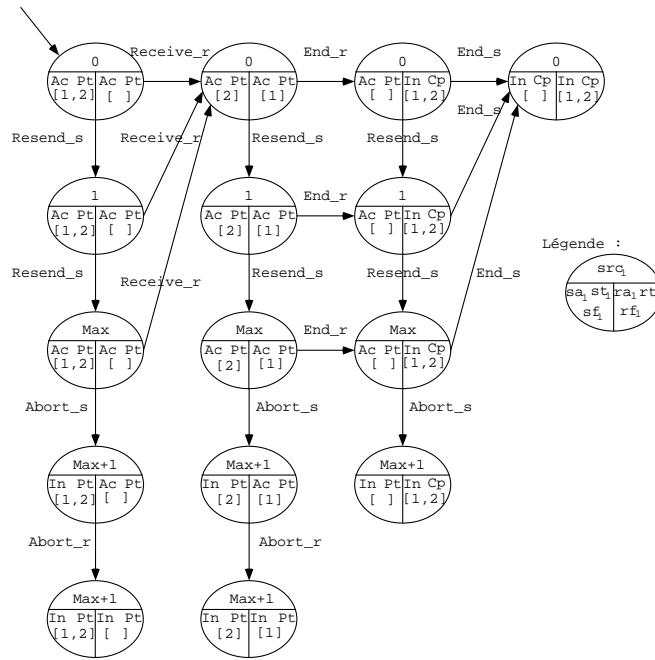 0 Receive_r 0 End_r 0 End_s 0
Ac Pt Ac Pt Ac Pt Ac Pt Ac Pt In Cp In Cp In Cp
[1,2] [ ] [2] [1] [ ] [1,2] [ ] [1,2]
End_s
Resend_s Receive_r Resend_s Resend_s
1 1 End_r 1
Ac Pt Ac Pt Ac Pt Ac Pt Ac Pt In Cp
[1,2] [ ] [2] [1] [ ] [1,2]
Légende :
src1
Resend_s Receive_r Resend_s Resend_s End_s
sa1 st1 ra1 rt
sf1 rf1
Max Max End_r Max
Ac Pt Ac Pt Ac Pt Ac Pt Ac Pt In Cp
[1,2] [ ] [2] [1] [ ] [1,2]
Abort_s Abort_s Abort_s
Max+1 Max+1 Max+1
In Pt Ac Pt In Pt Ac Pt In Pt In Cp
[1,2] [ ] [2] [1] [ ] [1,2]
Abort_r Abort_r
Max+1 Max+1
In Pt In Pt In Pt In Pt
[1,2] [ ] [2] [1]